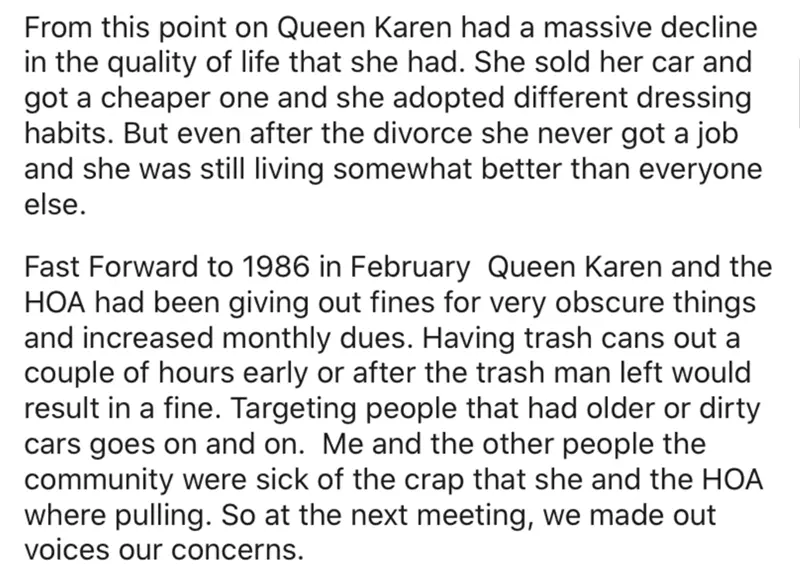 From this point on Queen Karen had a massive decline
in the quality of life that she had. She sold her car and
got a cheaper one and she adopted different dressing
habits. But even after the divorce she never got a job
and she was still living somewhat better than everyone
else.
Fast Forward to 1986 in February  Queen Karen and the
HOA had been giving out fines for very obscure things
and increased monthly dues. Having trash cans out a
couple of hours early or after the trash man left would
result in a fine. Targeting people that had older or dirty
cars goes on and on.  Me and the other people the
community were sick of the crap that she and the HOA
where pulling. So at the next meeting, we made out
voices our concerns.